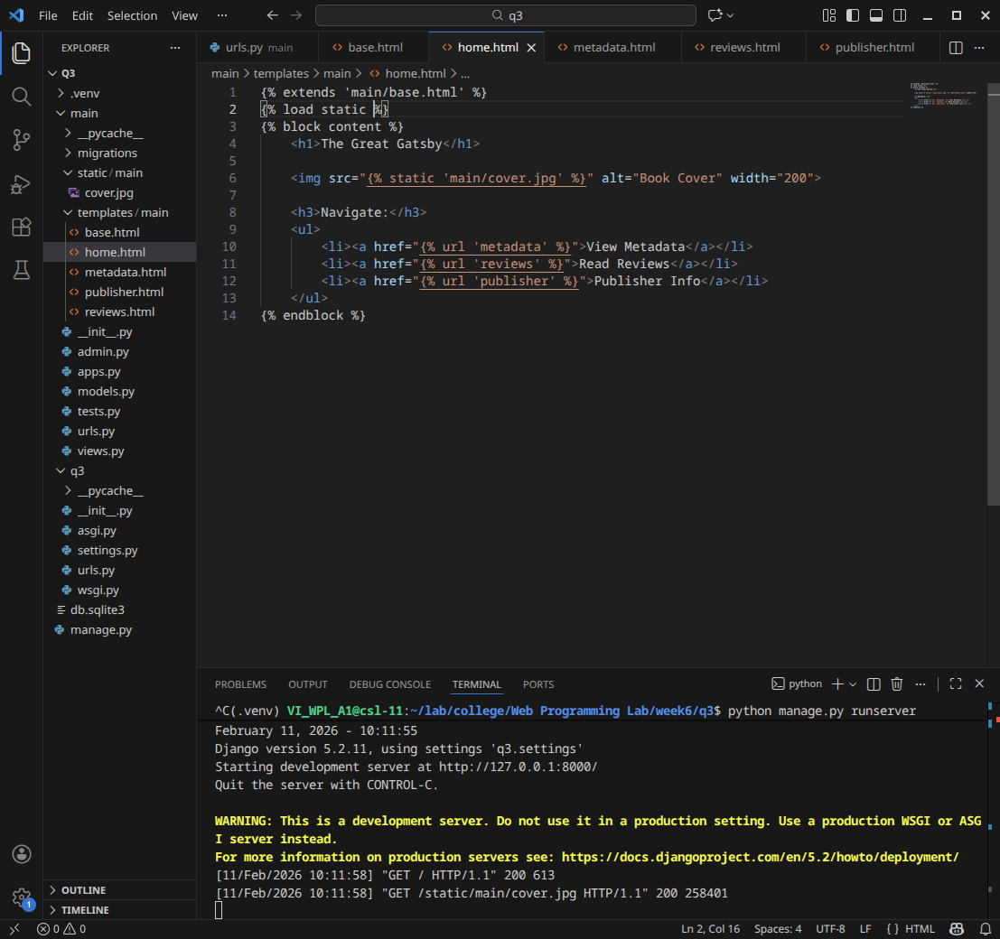 File Edit Selection View ··· q3
EXPLORER ···
Q3
.venv
main
__pycache__
migrations
static / main
cover.jpg
templates / main
base.html
home.html
metadata.html
publisher.html
reviews.html
__init__.py
admin.py
apps.py
models.py
tests.py
urls.py
views.py
q3
__pycache__
__init__.py
asgi.py
settings.py
urls.py
wsgi.py
db.sqlite3
manage.py
OUTLINE
TIMELINE
urls.py main base.html home.html metadata.html reviews.html publisher.html ···
main > templates > main > home.html > ...
1 {% extends 'main/base.html' %}
2 {% load static %}
3 {% block content %}
4 <h1>The Great Gatsby</h1>
5
6 <img src="{% static 'main/cover.jpg' %}" alt="Book Cover" width="200">
7
8 <h3>Navigate:</h3>
9 <ul>
10 <li><a href="{% url 'metadata' %}">View Metadata</a></li>
11 <li><a href="{% url 'reviews' %}">Read Reviews</a></li>
12 <li><a href="{% url 'publisher' %}">Publisher Info</a></li>
13 </ul>
14 {% endblock %}
PROBLEMS OUTPUT DEBUG CONSOLE TERMINAL PORTS python ···
^C(.venv) VI_WPL_A1@csl-11:~/lab/college/Web Programming Lab/week6/q3$ python manage.py runserver
February 11, 2026 - 10:11:55
Django version 5.2.11, using settings 'q3.settings'
Starting development server at http://127.0.0.1:8000/
Quit the server with CONTROL-C.
WARNING: This is a development server. Do not use it in a production setting. Use a production WSGI or ASG
I server instead.
For more information on production servers see: https://docs.djangoproject.com/en/5.2/howto/deployment/
[11/Feb/2026 10:11:58] "GET / HTTP/1.1" 200 613
[11/Feb/2026 10:11:58] "GET /static/main/cover.jpg HTTP/1.1" 200 258401
1
0 0 Ln 2, Col 16 Spaces: 4 UTF-8 LF { } HTML